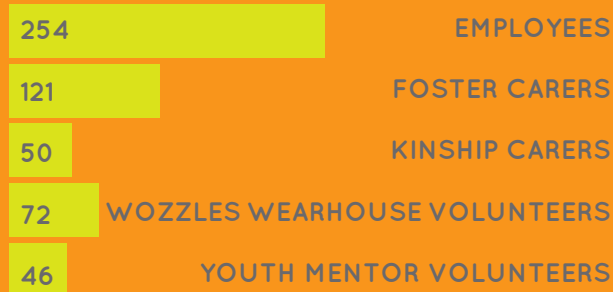 254 EMPLOYEES
121 FOSTER CARERS
50 KINSHIP CARERS
72 WOZZLES WEARHOUSE VOLUNTEERS
46 YOUTH MENTOR VOLUNTEERS